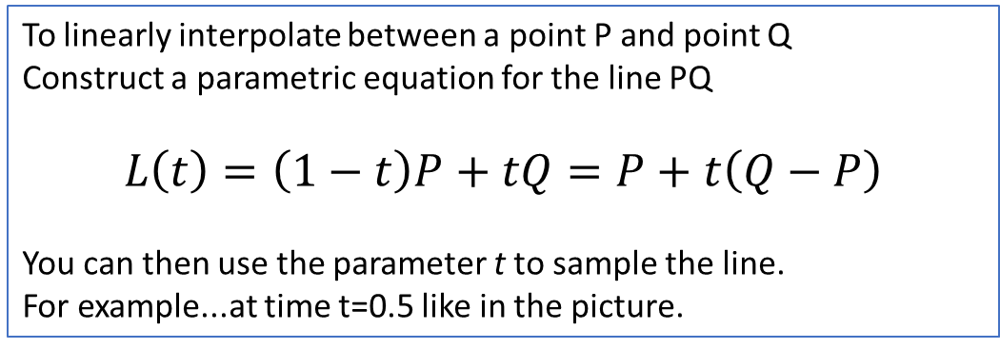 To linearly interpolate between a point P and point Q
Construct a parametric equation for the line PQ
L(t) = (1 − t)P + tQ = P + t(Q − P)
You can then use the parameter t to sample the line.
For example...at time t=0.5 like in the picture.